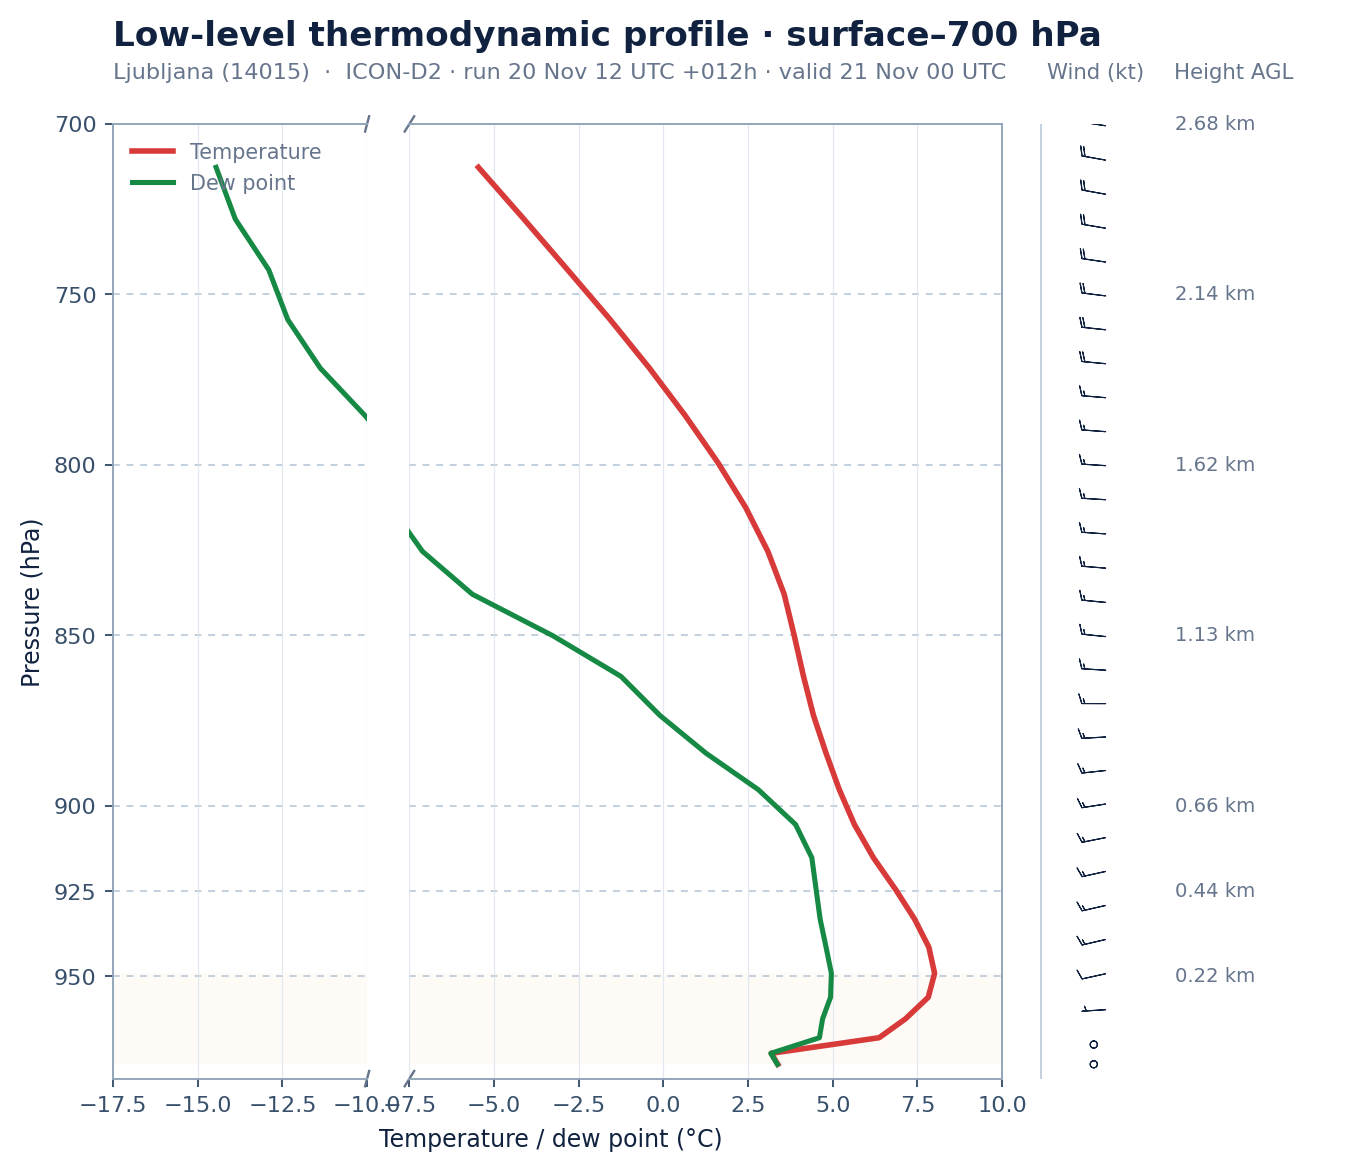 Low-level thermodynamic profile · surface–700 hPa
Ljubljana (14015) · ICON-D2 · run 20 Nov 12 UTC +012h · valid 21 Nov 00 UTC
Wind (kt)
Height AGL
Temperature
Dew point
700
750
800
850
900
925
950
Pressure (hPa)
2.68 km
2.14 km
1.62 km
1.13 km
0.66 km
0.44 km
0.22 km
−17.5
−15.0
−12.5
−10.0
−7.5
−5.0
−2.5
0.0
2.5
5.0
7.5
10.0
Temperature / dew point (°C)